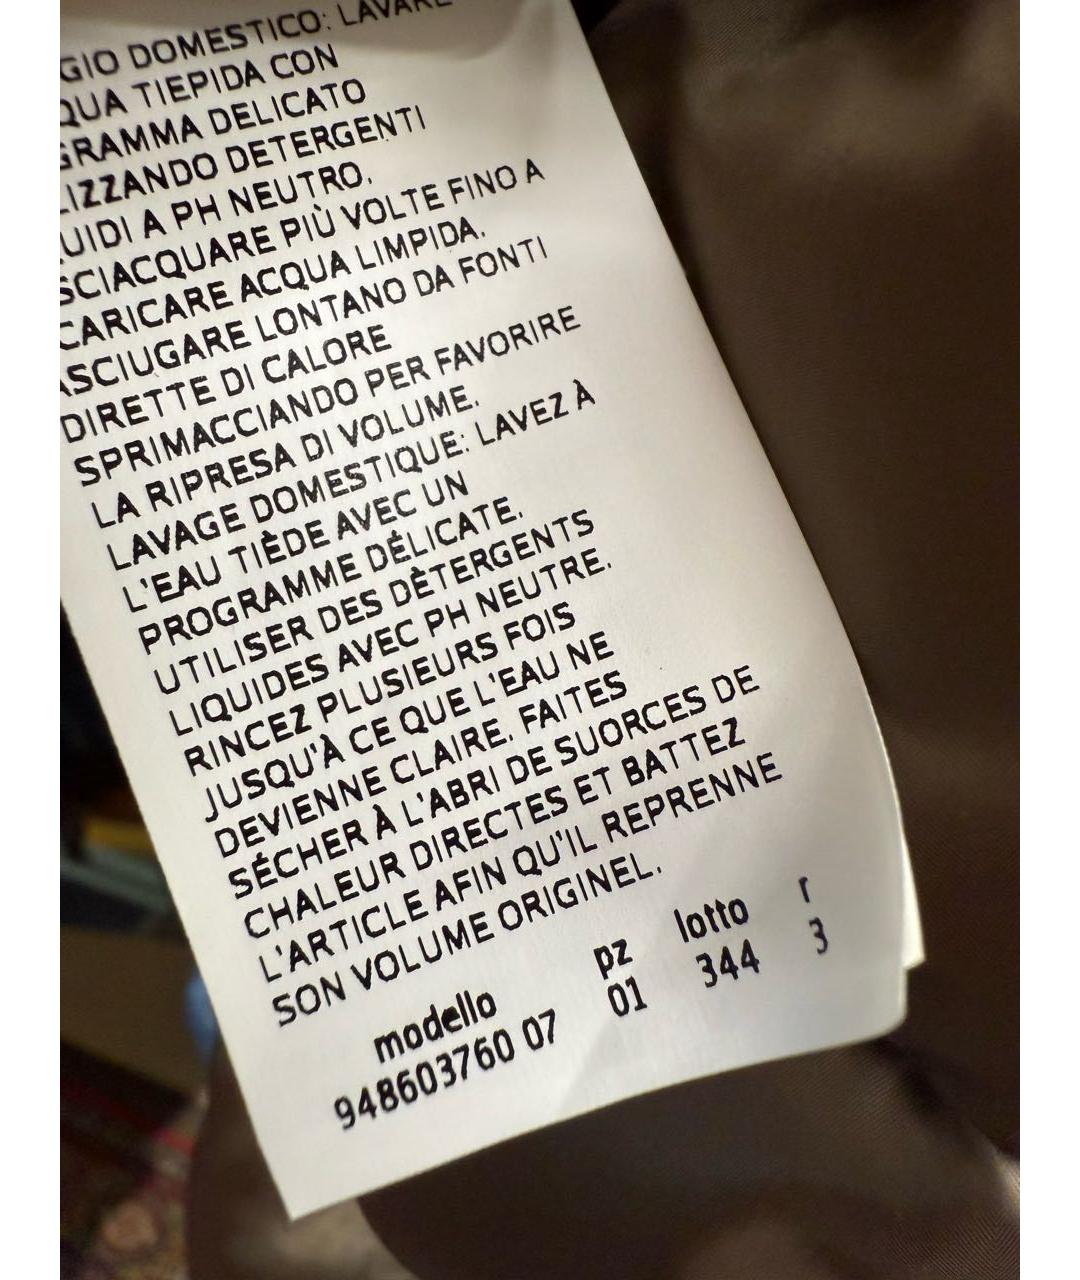 GIO DOMESTICO: LAVARE
QUA TIEPIDA CON
GRAMMA DELICATO
LIZZANDO DETERGENTI
UIDI A PH NEUTRO.
SCIACQUARE PIÙ VOLTE FINO A
CARICARE ACQUA LIMPIDA.
ASCIUGARE LONTANO DA FONTI
DIRETTE DI CALORE
SPRIMACCIANDO PER FAVORIRE
LA RIPRESA DI VOLUME.
LAVAGE DOMESTIQUE: LAVEZ À
L'EAU TIÈDE AVEC UN
PROGRAMME DÉLICATE.
UTILISER DES DÈTERGENTS
LIQUIDES AVEC PH NEUTRE.
RINCEZ PLUSIEURS FOIS
JUSQU'À CE QUE L'EAU NE
DEVIENNE CLAIRE. FAITES
SÉCHER À L'ABRI DE SUORCES DE
CHALEUR DIRECTES ET BATTEZ
L'ARTICLE AFIN QU'IL REPRENNE
SON VOLUME ORIGINEL.
modello pz lotto r
948603760 07 01 344 3